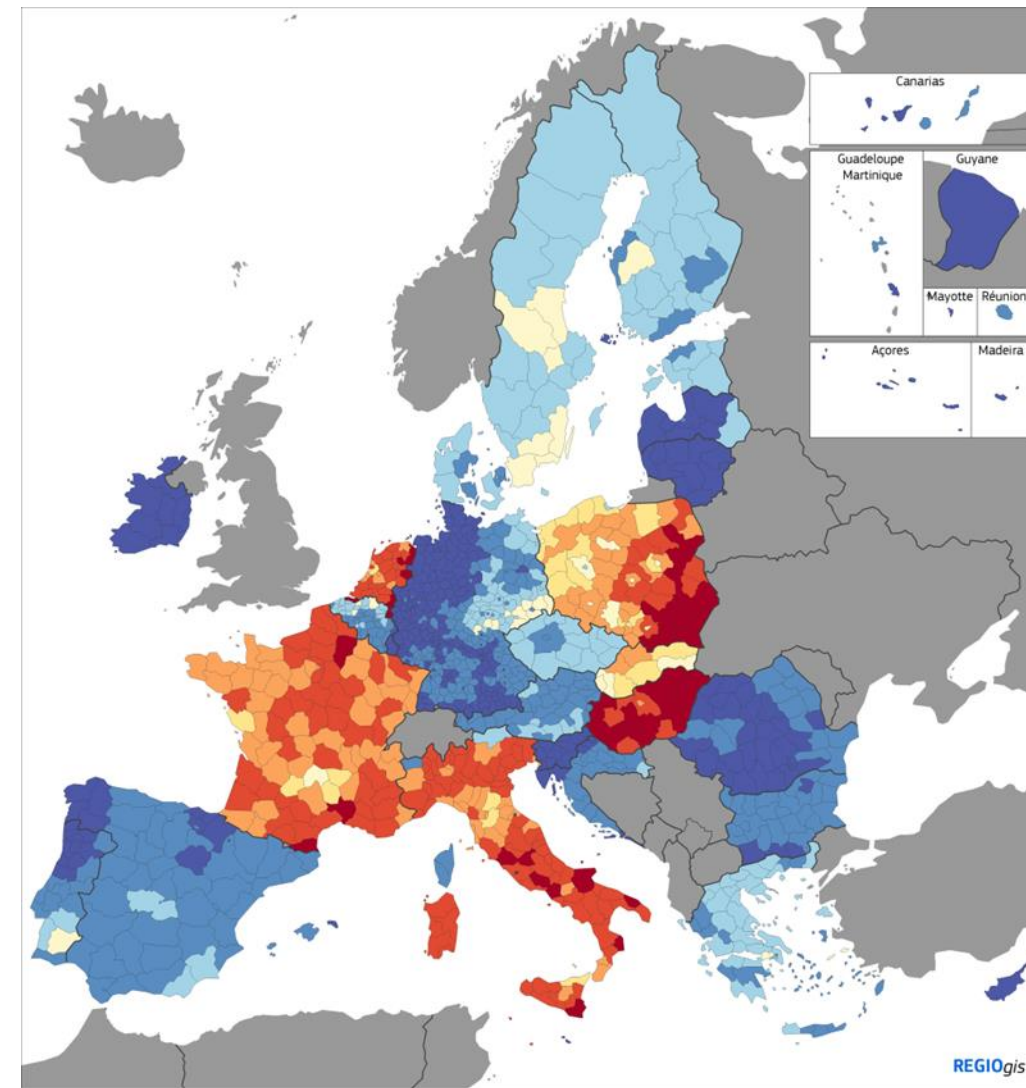 Canarias
Guadeloupe
Martinique
Guyane
Mayotte
Réunion
Açores
Madeira
REGIOgis